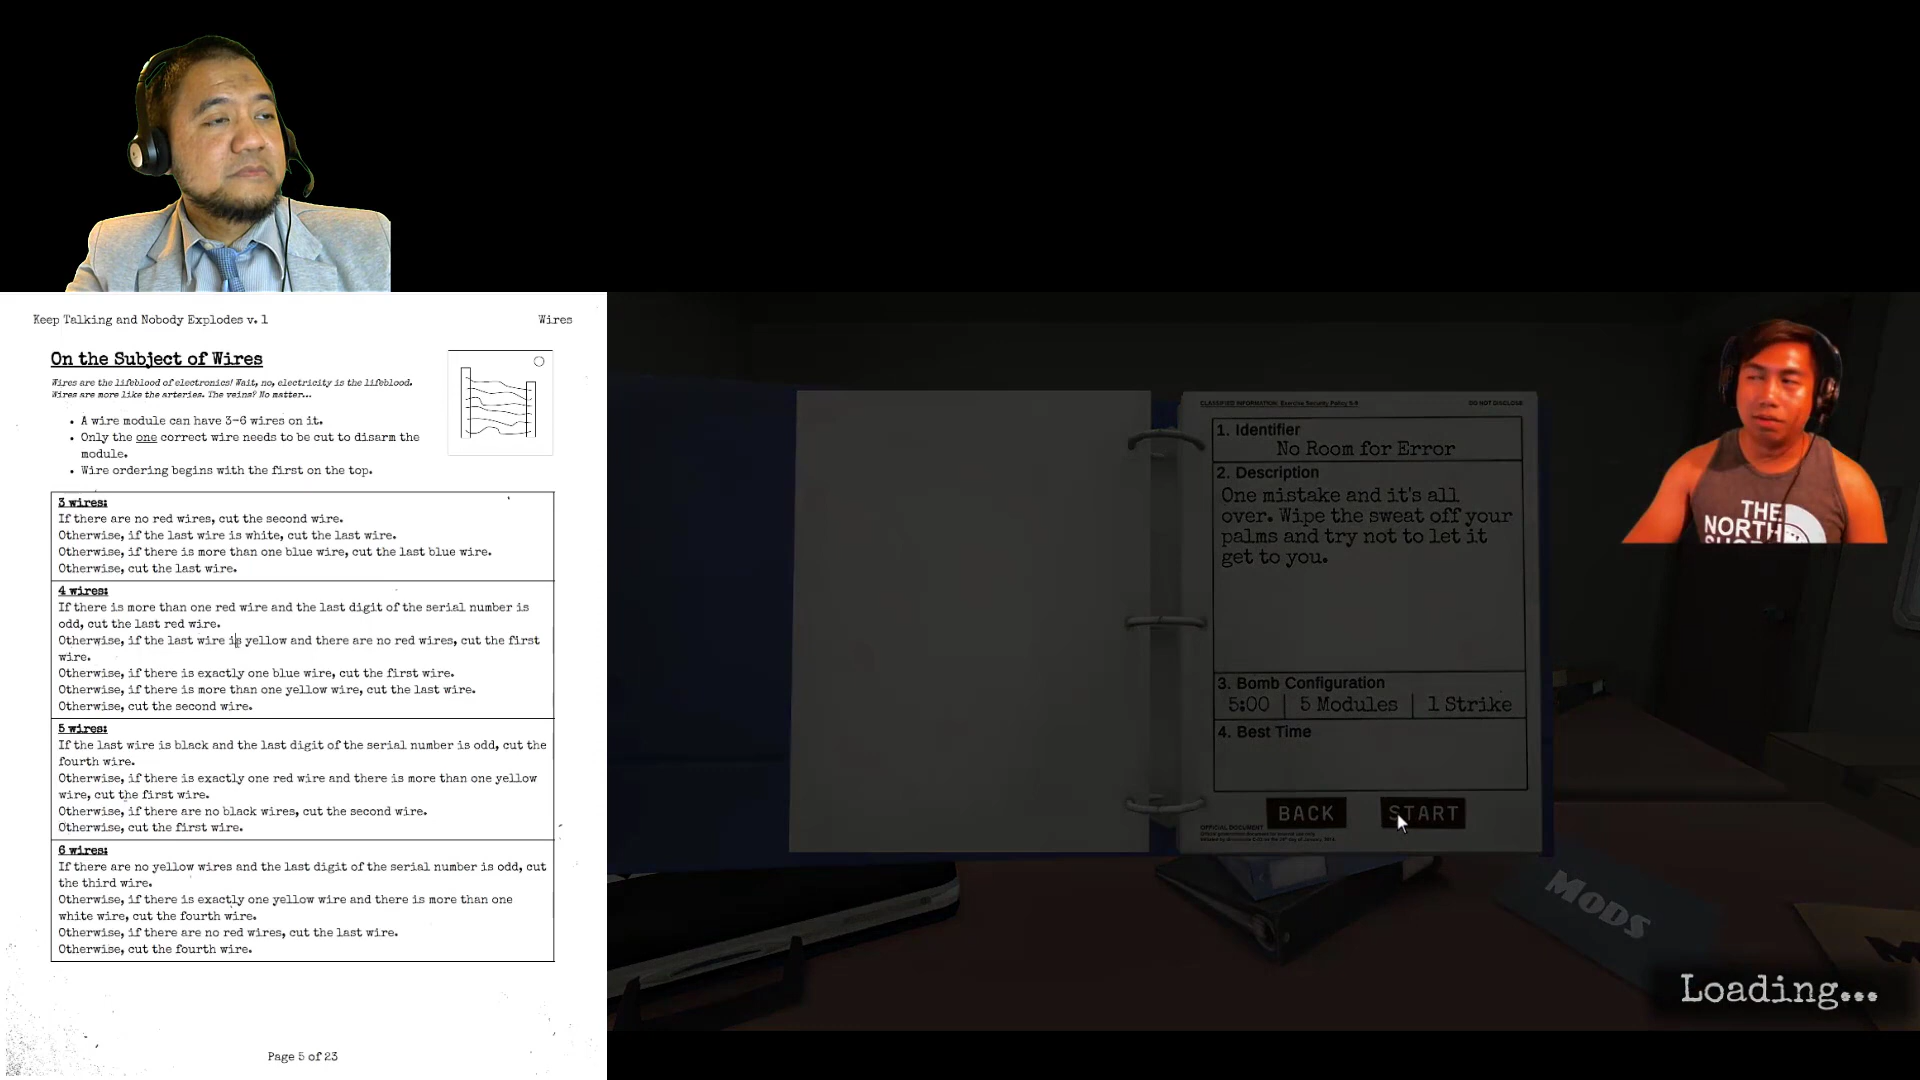 Keep Talking and Nobody Explodes v. 1
Wires
On the Subject of Wires
Wires are the lifeblood of electronics! Wait, no, electricity is the lifeblood.
Wires are more like the arteries. The veins? No matter...
• A wire module can have 3-6 wires on it.
• Only the one correct wire needs to be cut to disarm the
module.
• Wire ordering begins with the first on the top.
3 wires:
If there are no red wires, cut the second wire.
Otherwise, if the last wire is white, cut the last wire.
Otherwise, if there is more than one blue wire, cut the last blue wire.
Otherwise, cut the last wire.
4 wires:
If there is more than one red wire and the last digit of the serial number is
odd, cut the last red wire.
Otherwise, if the last wire is yellow and there are no red wires, cut the first
wire.
Otherwise, if there is exactly one blue wire, cut the first wire.
Otherwise, if there is more than one yellow wire, cut the last wire.
Otherwise, cut the second wire.
5 wires:
If the last wire is black and the last digit of the serial number is odd, cut the
fourth wire.
Otherwise, if there is exactly one red wire and there is more than one yellow
wire, cut the first wire.
Otherwise, if there are no black wires, cut the second wire.
Otherwise, cut the first wire.
6 wires:
If there are no yellow wires and the last digit of the serial number is odd, cut
the third wire.
Otherwise, if there is exactly one yellow wire and there is more than one
white wire, cut the fourth wire.
Otherwise, if there are no red wires, cut the last wire.
Otherwise, cut the fourth wire.
Page 5 of 23
DO NOT DISCLOSE
1. Identifier
No Room for Error
2. Description
One mistake and it's all
over. Wipe the sweat off your
palms and try not to let it
get to you.
3. Bomb Configuration
5:00 | 5 Modules | 1 Strike
4. Best Time
BACK
START
OFFICIAL DOCUMENT
THE
NORTH
MODS
Loading...